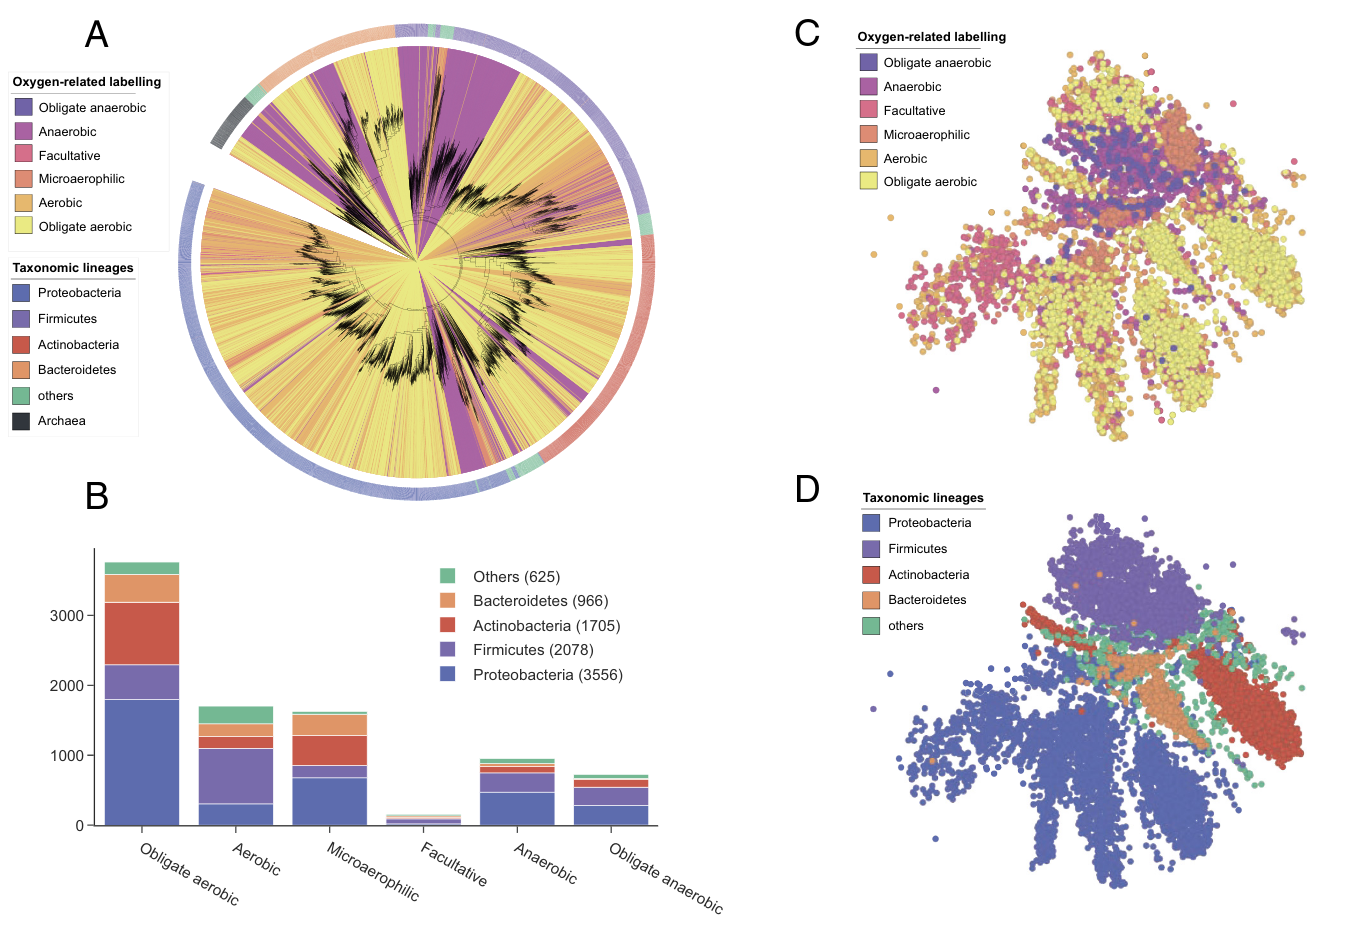 A
Oxygen-related labelling
Obligate anaerobic
Anaerobic
Facultative
Microaerophilic
Aerobic
Obligate aerobic
Taxonomic lineages
Proteobacteria
Firmicutes
Actinobacteria
Bacteroidetes
others
Archaea
B
3000
2000
1000
0
Others (625)
Bacteroidetes (966)
Actinobacteria (1705)
Firmicutes (2078)
Proteobacteria (3556)
Obligate aerobic
Aerobic
Microaerophilic
Facultative
Anaerobic
Obligate anaerobic
C
Oxygen-related labelling
Obligate anaerobic
Anaerobic
Facultative
Microaerophilic
Aerobic
Obligate aerobic
D
Taxonomic lineages
Proteobacteria
Firmicutes
Actinobacteria
Bacteroidetes
others